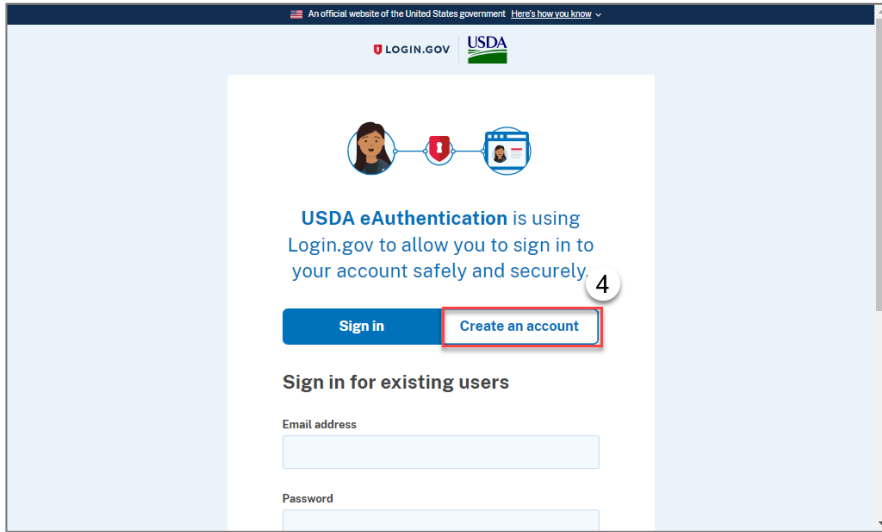 An official website of the United States government Here's how you know
LOGIN.GOV USDA
USDA eAuthentication is using
Login.gov to allow you to sign in to
your account safely and securely.
4
Sign in Create an account
Sign in for existing users
Email address
Password